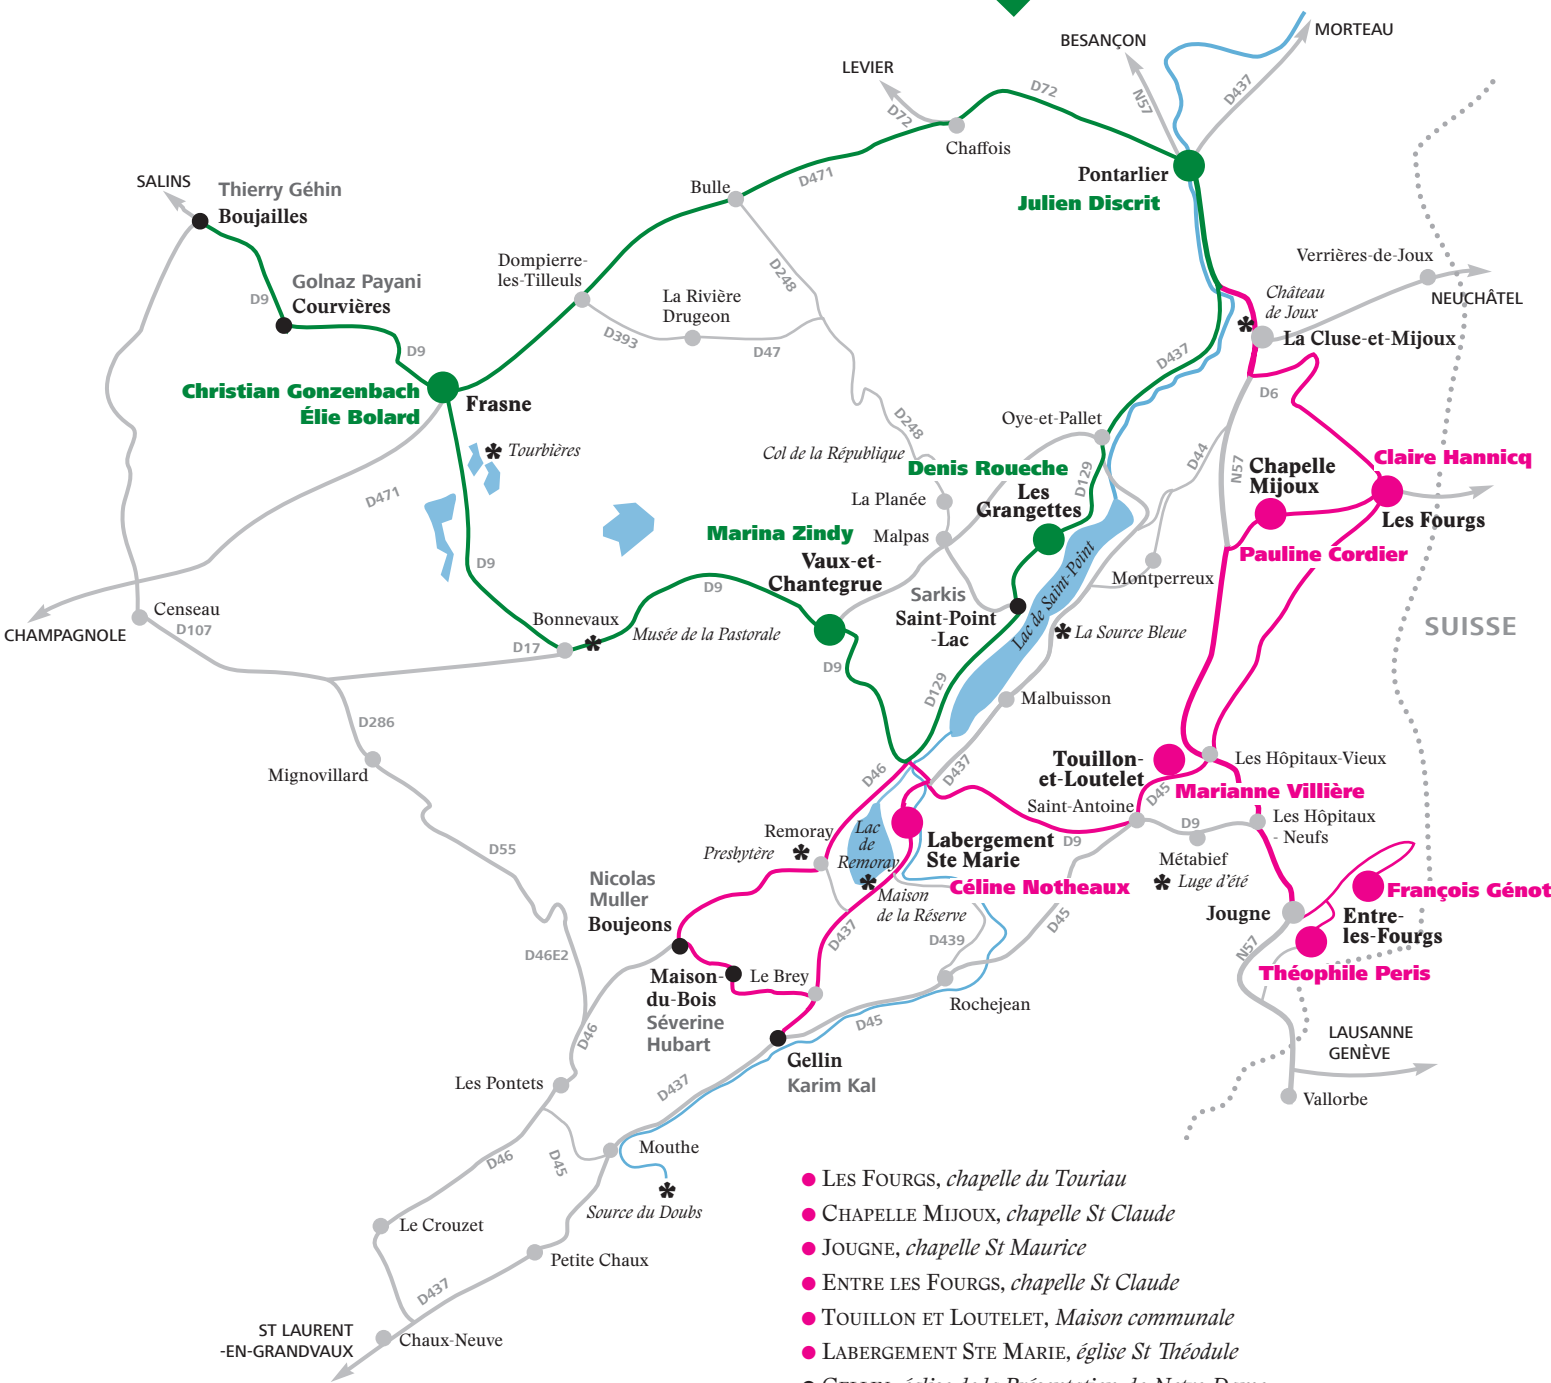 MORTEAU
BESANÇON
LEVIER
D72
D437
N57
D72
Chaffois
Pontarlier
Julien Discrit
D471
SALINS
Thierry Géhin
Boujailles
Bulle
Verrières-de-Joux
NEUCHÂTEL
Dompierre-
les-Tilleuls
D248
Golnaz Payani
Courvières
D9
La Rivière
Drugeon
Château
de Joux
La Cluse-et-Mijoux
D393
D47
D9
D437
D6
Christian Gonzenbach
Élie Bolard
Frasne
Oye-et-Pallet
D248
Tourbières
Col de la République
D44
N57
Claire Hannicq
Denis Roueche
Les
Grangettes
D129
Chapelle
Mijoux
D471
La Planée
Les Fourgs
Marina Zindy
Malpas
Vaux-et-
Chantegrue
Pauline Cordier
D9
D9
Montperreux
Lac de Saint-Point
Sarkis
Saint-Point
-Lac
Censeau
D107
CHAMPAGNOLE
Bonnevaux
Musée de la Pastorale
La Source Bleue
SUISSE
D17
D9
D129
Malbuisson
D286
Mignovillard
D46
D437
Touillon-
et-Loutelet
Les Hôpitaux-Vieux
D45
Marianne Villière
Saint-Antoine
Les Hôpitaux
- Neufs
D9
Remoray
Presbytère
Lac
de
Remoray
Labergement
Ste Marie
D9
D55
Métabief
Luge d'été
Nicolas
Muller
Boujeons
Céline Notheaux
Maison
de la Réserve
François Génot
Jougne
Entre-
les-Fourgs
D437
D439
D45
N57
D46E2
Théophile Peris
Maison-
du-Bois
Séverine
Hubart
Le Brey
Rochejean
D45
D46
LAUSANNE
GENÈVE
Gellin
Karim Kal
Les Pontets
D437
Vallorbe
Mouthe
D46
D45
Source du Doubs
Le Crouzet
Petite Chaux
D437
ST LAURENT
-EN-GRANDVAUX
Chaux-Neuve
LES FOURGS, chapelle du Touriau
CHAPELLE MIJOUX, chapelle St Claude
JOUGNE, chapelle St Maurice
ENTRE LES FOURGS, chapelle St Claude
TOUILLON ET LOUTELET, Maison communale
LABERGEMENT STE MARIE, église St Théodule